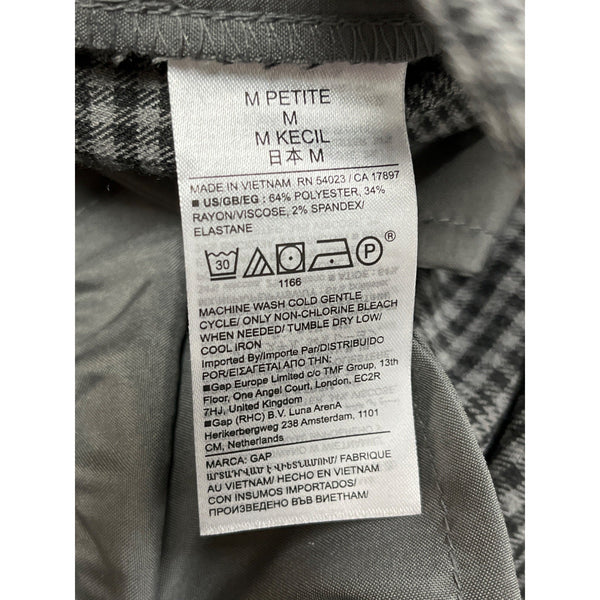 M PETITE
M
M KECIL
日本 M
MADE IN VIETNAM RN 54023 / CA 17897
■ US/GB/EG : 64% POLYESTER, 34%
RAYON/VISCOSE, 2% SPANDEX/
ELASTANE
30 P ®
1166
MACHINE WASH COLD GENTLE
CYCLE/ ONLY NON-CHLORINE BLEACH
WHEN NEEDED/ TUMBLE DRY LOW/
COOL IRON
Imported By/Importe Par/DISTRIBUIDO
POR/ΕΙΣΑΓΕΤΑΙ ΑΠΟ ΤΗΝ:
■Gap Europe Limited c/o TMF Group, 13th
Floor, One Angel Court, London, EC2R
7HJ, United Kingdom
■Gap (RHC) B.V. Luna ArenA
Herikerbergweg 238 Amsterdam, 1101
CM, Netherlands
MARCA: GAP
ԱՐՏԱԴՐՎԱԾ Է ՎԻԵՏՆԱՄՈՒՄ/ FABRIQUE
AU VIETNAM/ HECHO EN VIETNAM
CON INSUMOS IMPORTADOS/
ПРОИЗВЕДЕНО ВЪВ ВИЕТНАМ/